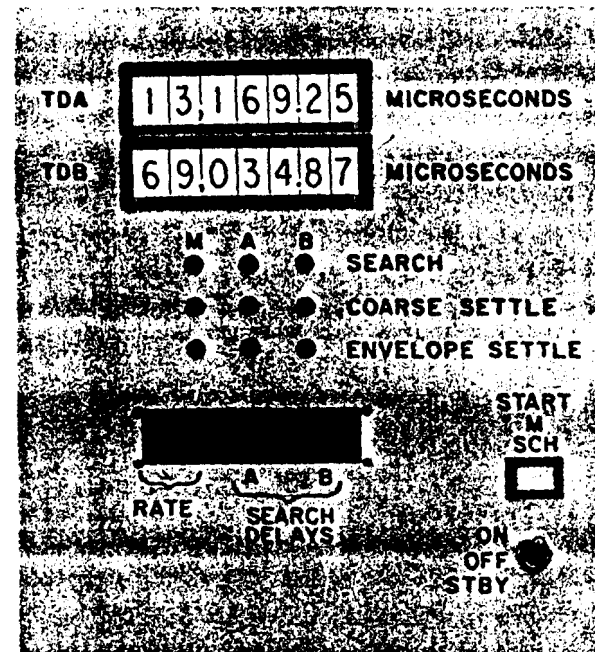 TDA 13,169.25 MICROSECONDS
TDB 69,034.87 MICROSECONDS
M A B
SEARCH
COARSE SETTLE
ENVELOPE SETTLE
START
"M"
SCH
A B
RATE SEARCH
DELAYS
ON
OFF
STBY